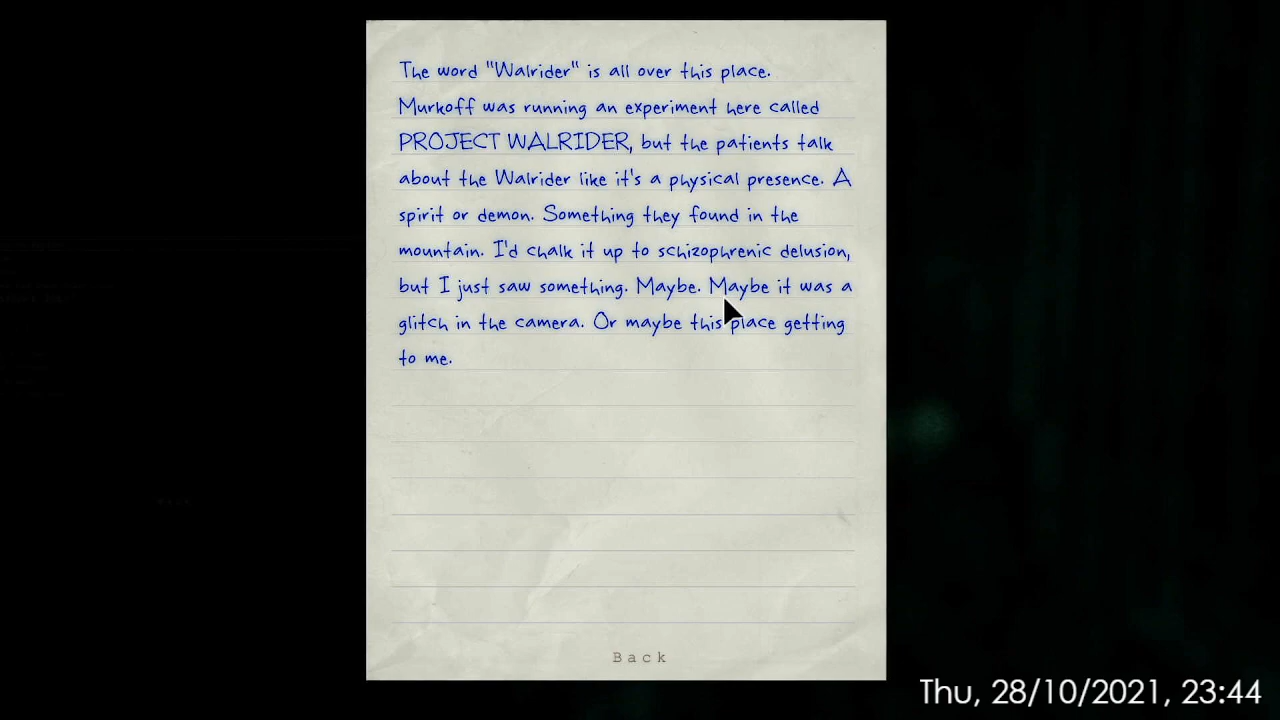 The word "Walrider" is all over this place.
Murkoff was running an experiment here called
PROJECT WALRIDER, but the patients talk
about the Walrider like it's a physical presence. A
spirit or demon. Something they found in the
mountain. I'd chalk it up to schizophrenic delusion,
but I just saw something. Maybe. Maybe it was a
glitch in the camera. Or maybe this place getting
to me.
Back
Thu, 28/10/2021, 23:44